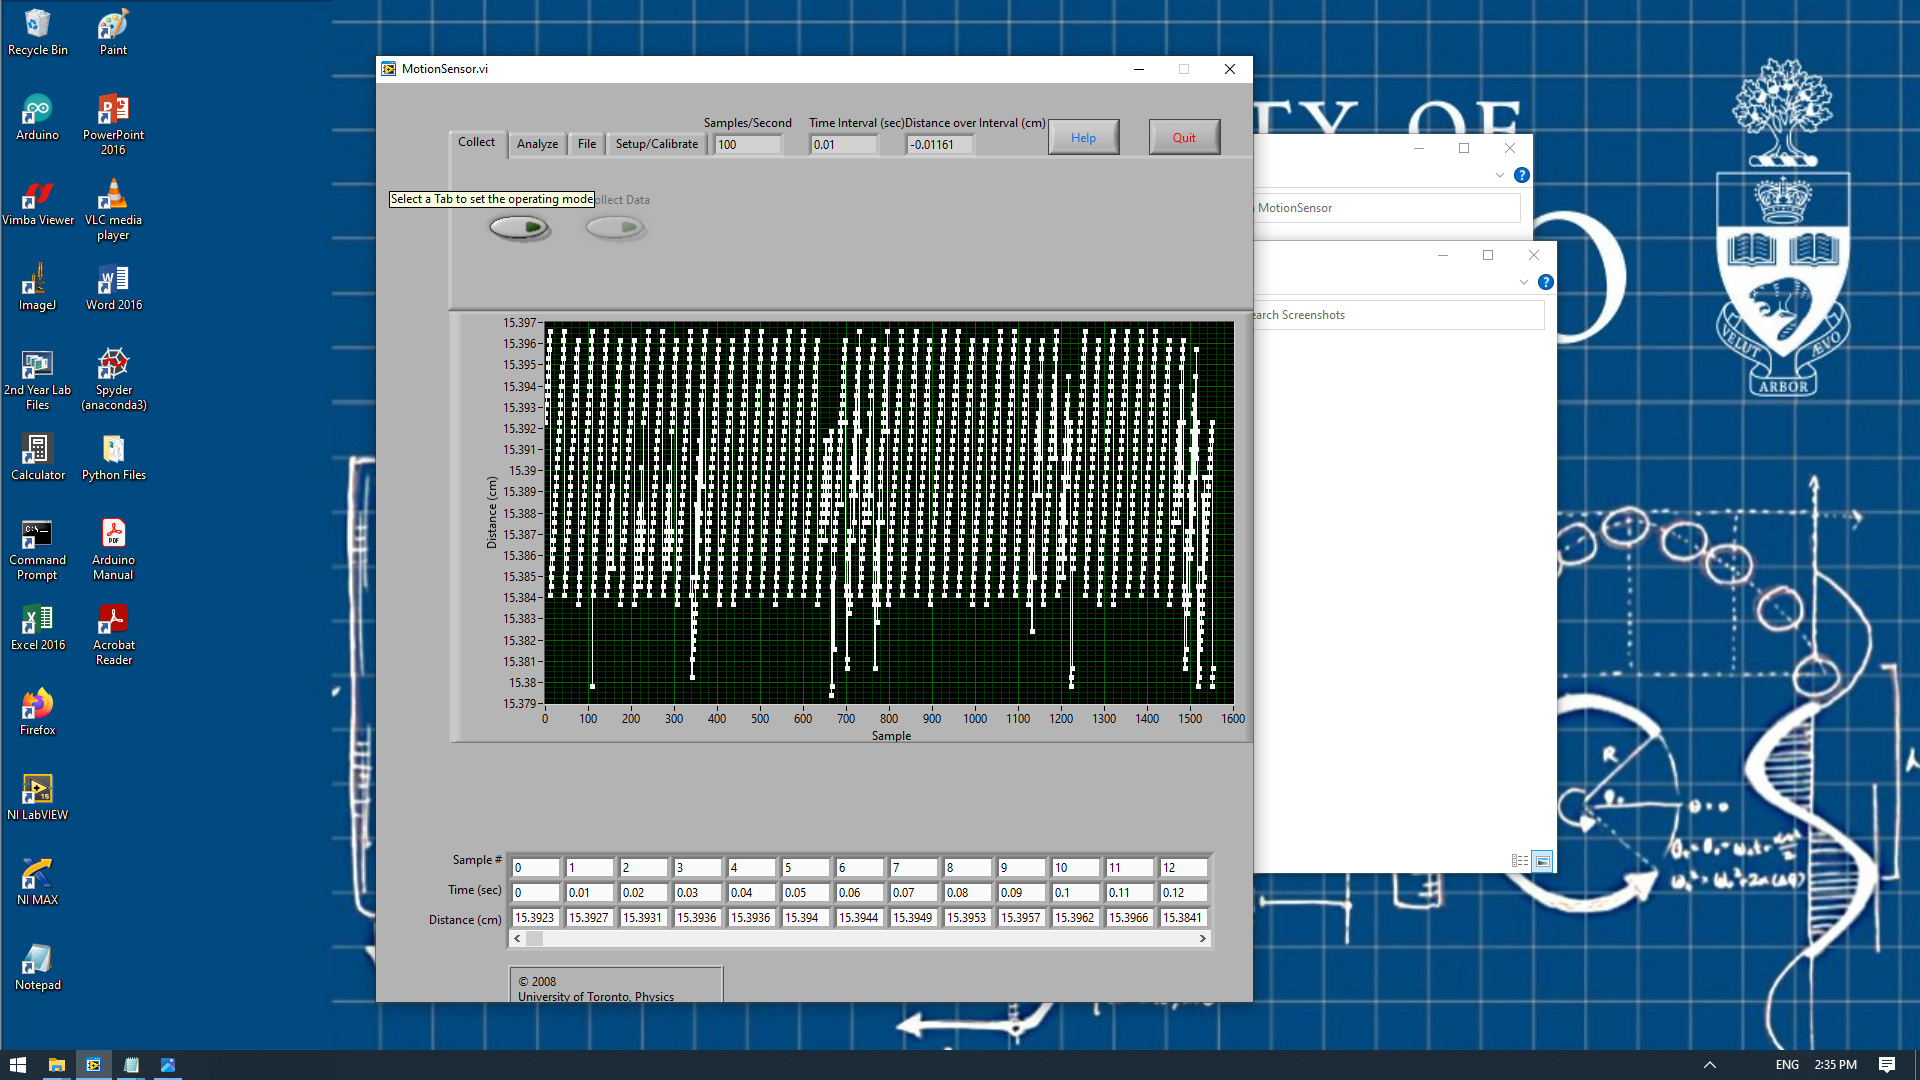 Recycle Bin
Paint
Arduino
PowerPoint
2016
Vimba Viewer
VLC media
player
ImageJ
Word 2016
2nd Year Lab
Files
Spyder
(anaconda3)
Calculator
Python Files
Command
Prompt
Arduino
Manual
Excel 2016
Acrobat
Reader
Firefox
NI LabVIEW
NI MAX
Notepad
MotionSensor.vi
Samples/Second
Time Interval (sec)
Distance over Interval (cm)
Collect
Analyze
File
Setup/Calibrate
100
0.01
-0.01161
Help
Quit
Select a Tab to set the operating mode
ollect Data
15.397
15.396
15.395
15.394
15.393
15.392
15.391
15.39
15.389
15.388
15.387
15.386
15.385
15.384
15.383
15.382
15.381
15.38
15.379
Distance (cm)
0 100 200 300 400 500 600 700 800 900 1000 1100 1200 1300 1400 1500 1600
Sample
Sample # 0 1 2 3 4 5 6 7 8 9 10 11 12
Time (sec) 0 0.01 0.02 0.03 0.04 0.05 0.06 0.07 0.08 0.09 0.1 0.11 0.12
Distance (cm) 15.3923 15.3927 15.3931 15.3936 15.3936 15.394 15.3944 15.3949 15.3953 15.3957 15.3962 15.3966 15.3841
© 2008
University of Toronto, Physics
TY OF
O
MotionSensor
earch Screenshots
VELUT ÆVO
ARBOR
R
ENG 2:35 PM